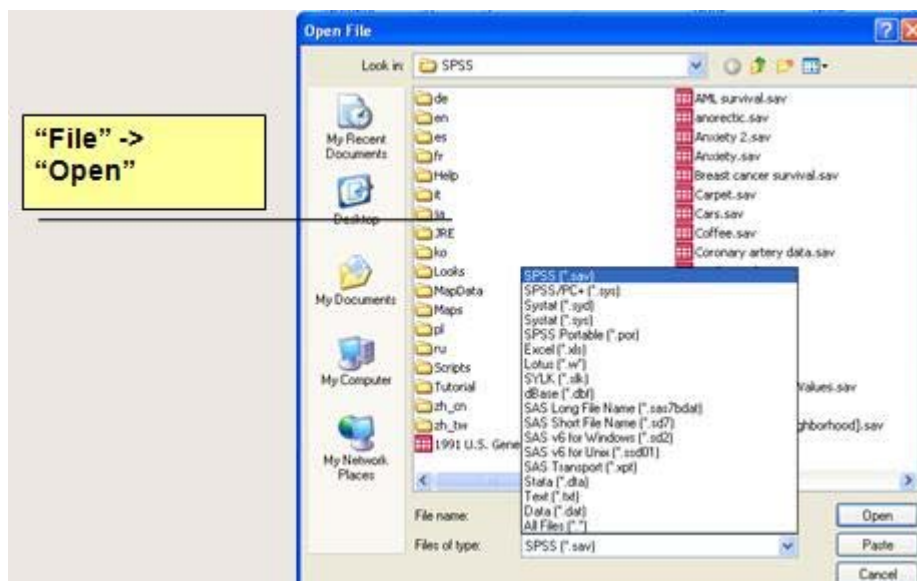 Open File
Look in: SPSS
"File" ->
"Open"
My Recent
Documents
Desktop
My Documents
My Computer
My Network
Places
de
en
es
fr
Help
it
ja
JRE
ko
Looks
MapData
Maps
pl
ru
Scripts
Tutorial
zh_cn
zh_tw
1991 U.S. Gene
AML survival.sav
anorectic.sav
Anxiety 2.sav
Anxiety.sav
Breast cancer survival.sav
Carpet.sav
Cars.sav
Coffee.sav
Coronary artery data.sav
Values.sav
ghborhood].sav
SPSS (*.sav)
SPSS/PC+ (*.sys)
Systat (*.syd)
Systat (*.sys)
SPSS Portable (*.por)
Excel (*.xls)
Lotus (*.w*)
SYLK (*.slk)
dBase (*.dbf)
SAS Long File Name (*.sas7bdat)
SAS Short File Name (*.sd7)
SAS v6 for Windows (*.sd2)
SAS v6 for Unix (*.ssd01)
SAS Transport (*.xpt)
Stata (*.dta)
Text (*.txt)
Data (*.dat)
All Files (*.*)
File name:
Open
Files of type: SPSS (*.sav)
Paste
Cancel